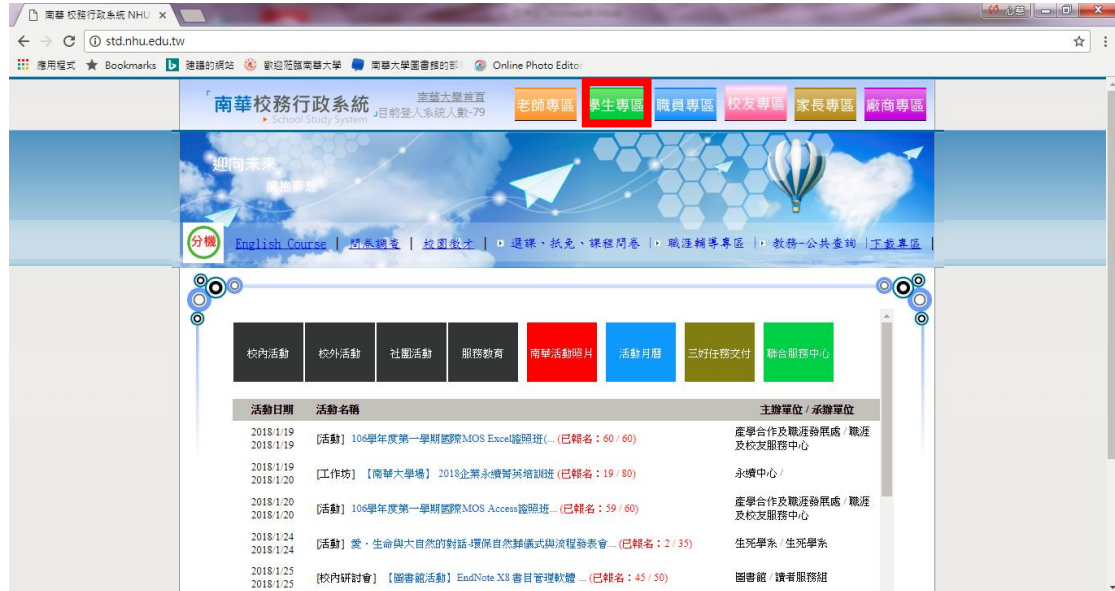 南華 校務行政系統 NHU
std.nhu.edu.tw
應用程式 Bookmarks 建議的網站 歡迎蒞臨南華大學 南華大學圖書館的部 Online Photo Editor
「南華校務行政系統」
School Study System
南華大學首頁
目前登入系統人數-79
老師專區 學生專區 職員專區 校友專區 家長專區 廠商專區
迎向未來
擁抱夢想
分機
English Course | 問卷調查 | 校園徵才 | 選課、抵免、課程問卷 | 職涯輔導專區 | 教務-公共查詢 | 下載專區 |
校內活動 校外活動 社團活動 服務教育 南華活動照片 活動月曆 三好任務交付 聯合服務中心
活動日期 活動名稱 主辦單位 / 承辦單位
2018/1/19
2018/1/19
[活動] 106學年度第一學期國際MOS Excel證照班(... (已報名：60 / 60)
產學合作及職涯發展處 / 職涯
及校友服務中心
2018/1/19
2018/1/20
[工作坊] 【南華大學場】 2018企業永續菁英培訓班 (已報名：19 / 80)
永續中心 /
2018/1/20
2018/1/20
[活動] 106學年度第一學期國際MOS Access證照班... (已報名：59 / 60)
產學合作及職涯發展處 / 職涯
及校友服務中心
2018/1/24
2018/1/24
[活動] 愛‧生命與大自然的對話-環保自然葬儀式與流程發表會 ... (已報名：2 / 35)
生死學系 / 生死學系
2018/1/25
2018/1/25
[校內研討會] 【圖書館活動】 EndNote X8 書目管理軟體 ... (已報名：45 / 50)
圖書館 / 讀者服務組